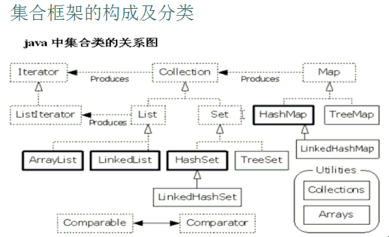 集合框架的构成及分类
java 中集合类的关系图
Iterator Produces Collection Produces Map
ListIterator Produces List Set HashMap TreeMap
LinkedHashMap
ArrayList LinkedList HashSet TreeSet
Utilities
LinkedHashSet Collections
Comparable Comparator Arrays